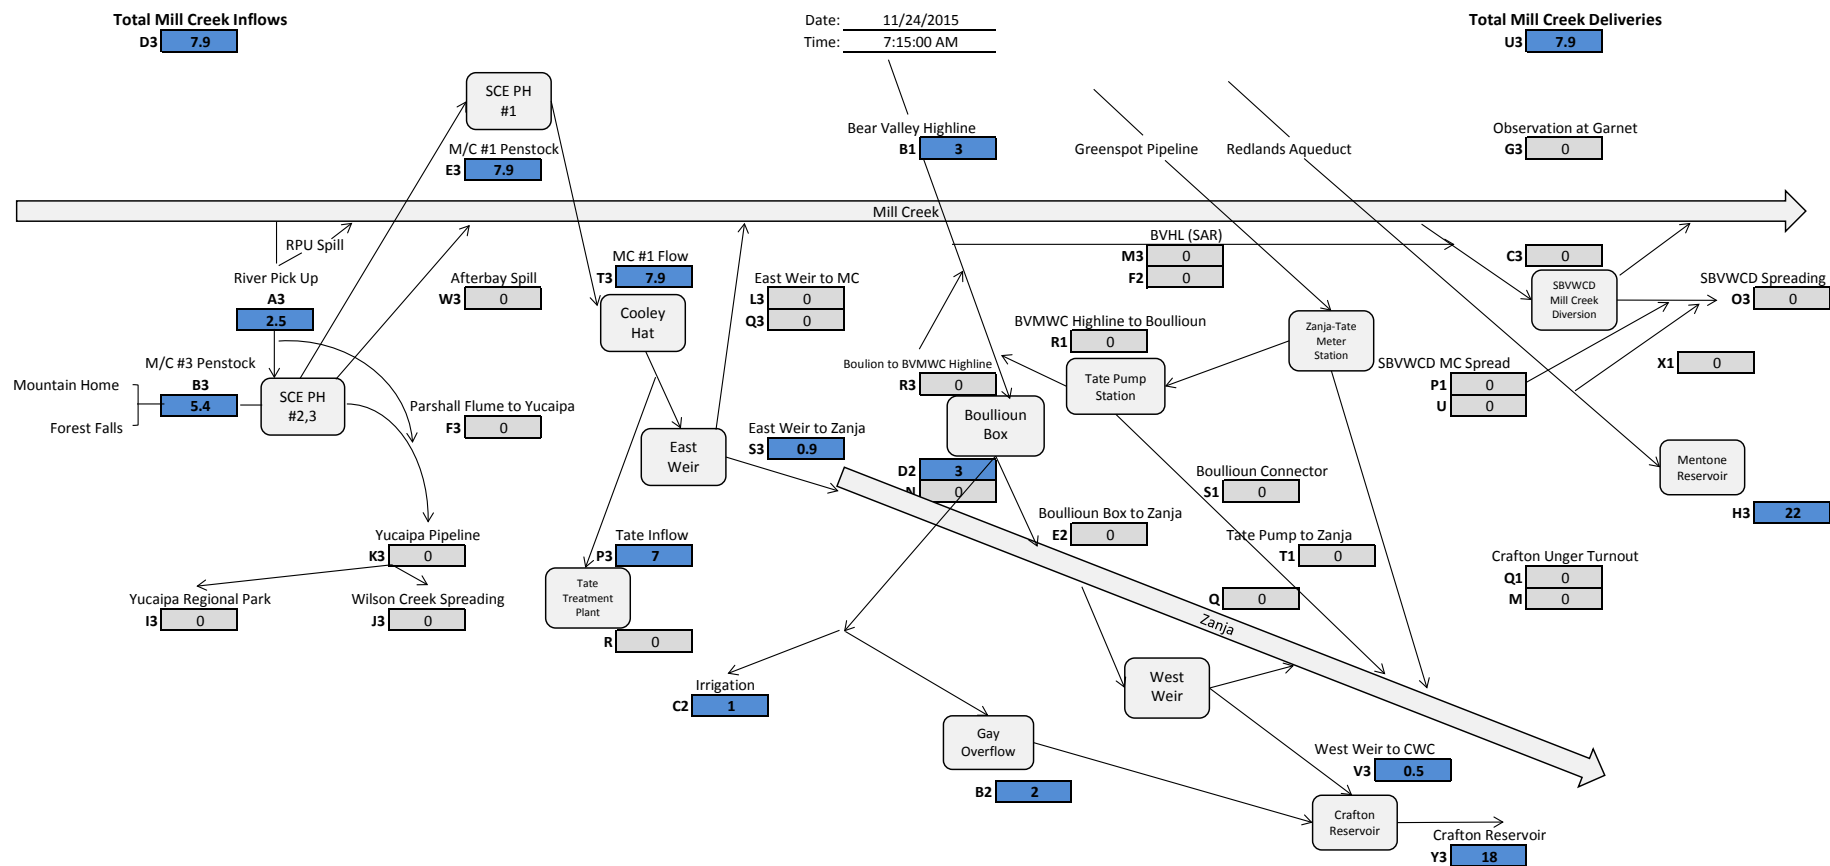 Total Mill Creek Inflows
D3 7.9
Date: 11/24/2015
Time: 7:15:00 AM
Total Mill Creek Deliveries
U3 7.9
SCE PH
#1
M/C #1 Penstock
E3 7.9
Bear Valley Highline
B1 3
Greenspot Pipeline
Redlands Aqueduct
Observation at Garnet
G3 0
Mill Creek
RPU Spill
River Pick Up
A3
2.5
Afterbay Spill
W3 0
MC #1 Flow
T3 7.9
Cooley
Hat
East Weir to MC
L3 0
Q3 0
BVHL (SAR)
M3 0
F2 0
C3 0
SBVWCD
Mill Creek
Diversion
SBVWCD Spreading
O3 0
BVMWC Highline to Boullioun
R1 0
Zanja-Tate
Meter
Station
Boulion to BVMWC Highline
R3 0
Tate Pump
Station
SBVWCD MC Spread
P1 0
U 0
X1 0
M/C #3 Penstock
B3
5.4
Mountain Home
Forest Falls
SCE PH
#2,3
Parshall Flume to Yucaipa
F3 0
East
Weir
East Weir to Zanja
S3 0.9
Boullioun
Box
D2 3
N 0
Boullioun Connector
S1 0
Mentone
Reservoir
H3 22
Boullioun Box to Zanja
E2 0
Tate Pump to Zanja
T1 0
Yucaipa Pipeline
K3 0
Tate Inflow
P3 7
Tate
Treatment
Plant
R 0
Crafton Unger Turnout
Q1 0
M 0
Yucaipa Regional Park
I3 0
Wilson Creek Spreading
J3 0
Q 0
Zanja
Irrigation
C2 1
West
Weir
Gay
Overflow
B2 2
West Weir to CWC
V3 0.5
Crafton
Reservoir
Crafton Reservoir
Y3 18